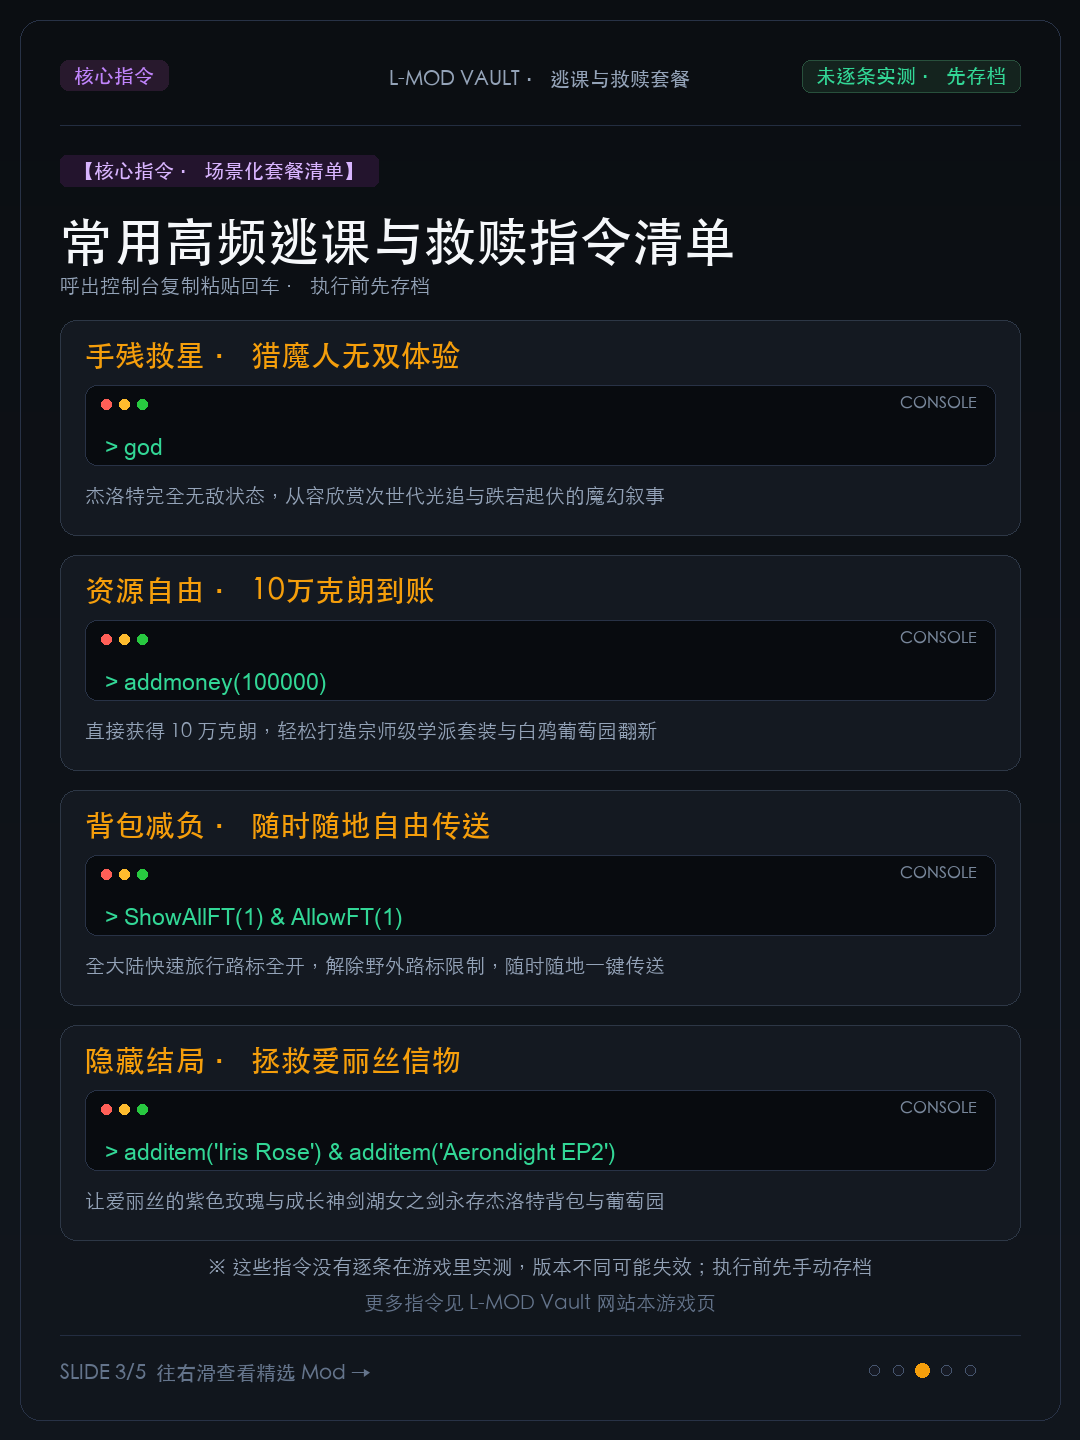 核心指令
L-MOD VAULT · 逃课与救赎套餐
未逐条实测 · 先存档
【核心指令 · 场景化套餐清单】
常用高频逃课与救赎指令清单
呼出控制台复制粘贴回车 · 执行前先存档
手残救星 · 猎魔人无双体验
CONSOLE
> god
杰洛特完全无敌状态，从容欣赏次世代光追与跌宕起伏的魔幻叙事
资源自由 · 10万克朗到账
CONSOLE
> addmoney(100000)
直接获得 10 万克朗，轻松打造宗师级学派套装与白鸦葡萄园翻新
背包减负 · 随时随地自由传送
CONSOLE
> ShowAllFT(1) & AllowFT(1)
全大陆快速旅行路标全开，解除野外路标限制，随时随地一键传送
隐藏结局 · 拯救爱丽丝信物
CONSOLE
> additem('Iris Rose') & additem('Aerondight EP2')
让爱丽丝的紫色玫瑰与成长神剑湖女之剑永存杰洛特背包与葡萄园
※ 这些指令没有逐条在游戏里实测，版本不同可能失效；执行前先手动存档
更多指令见 L-MOD Vault 网站本游戏页
SLIDE 3/5 往右滑查看精选 Mod →